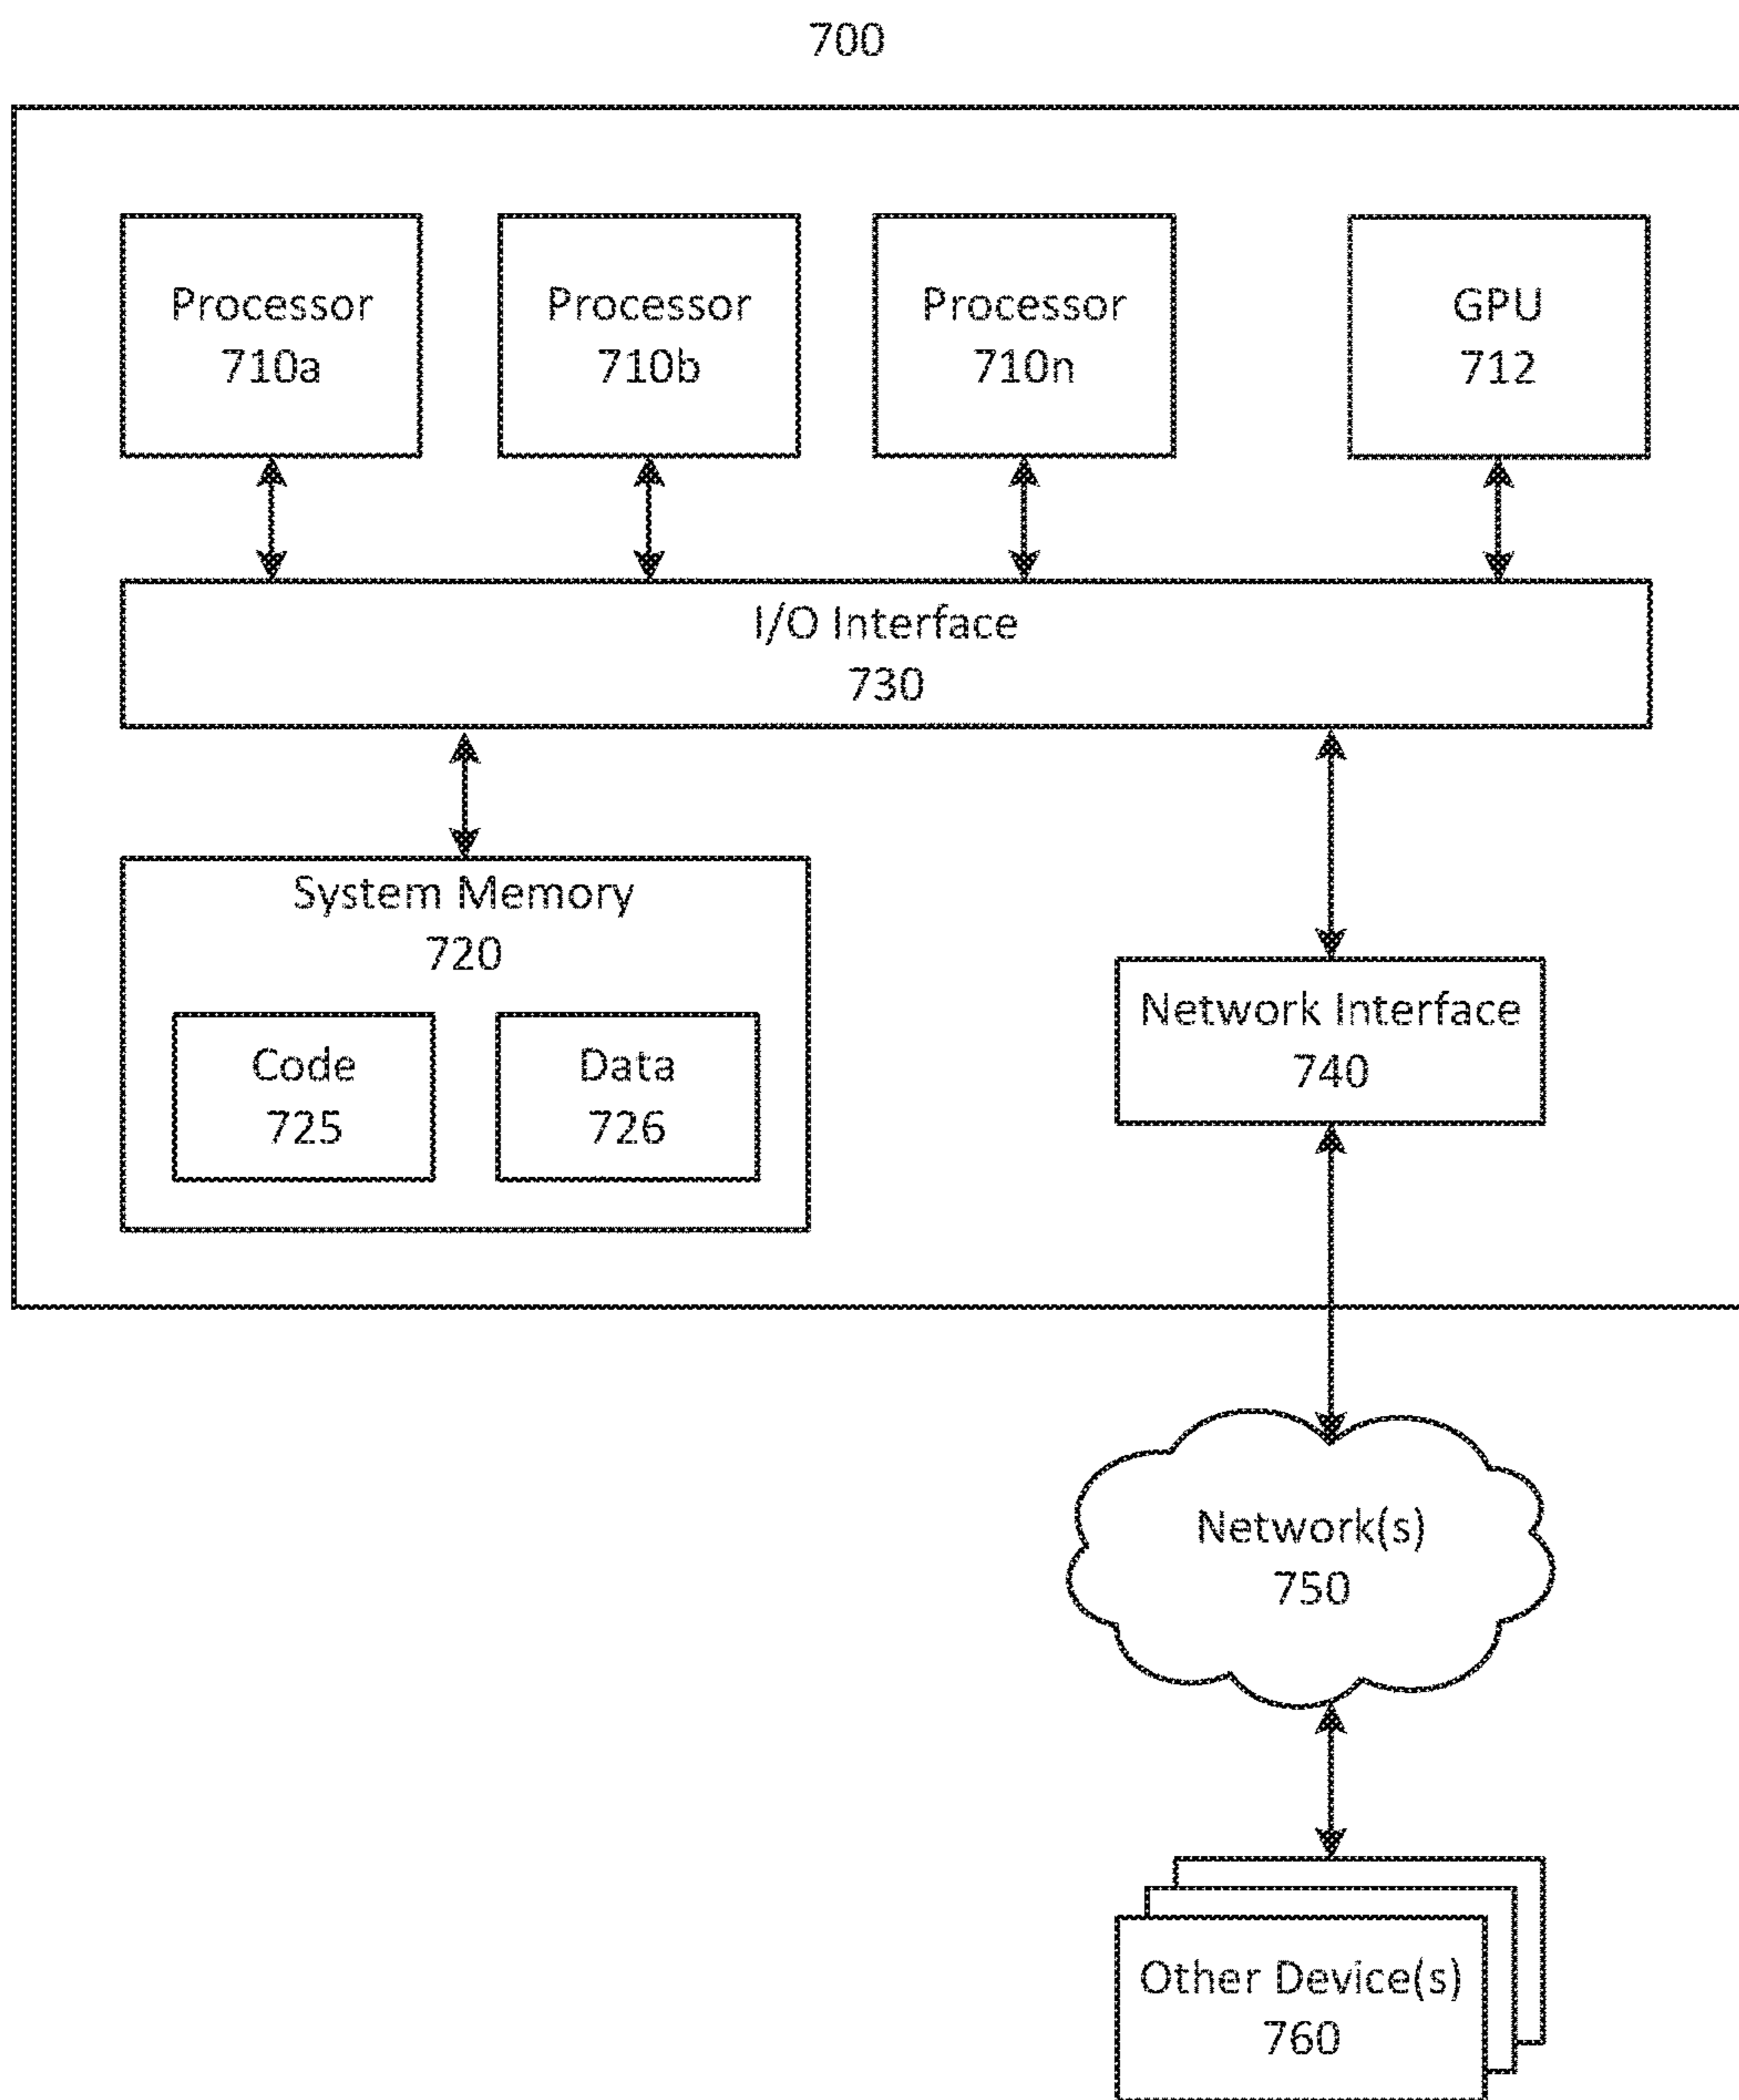 700
Processor
710a
Processor
710b
Processor
710n
GPU
712
I/O Interface
730
System Memory
720
Code
725
Data
726
Network Interface
740
Network(s)
750
Other Device(s)
760